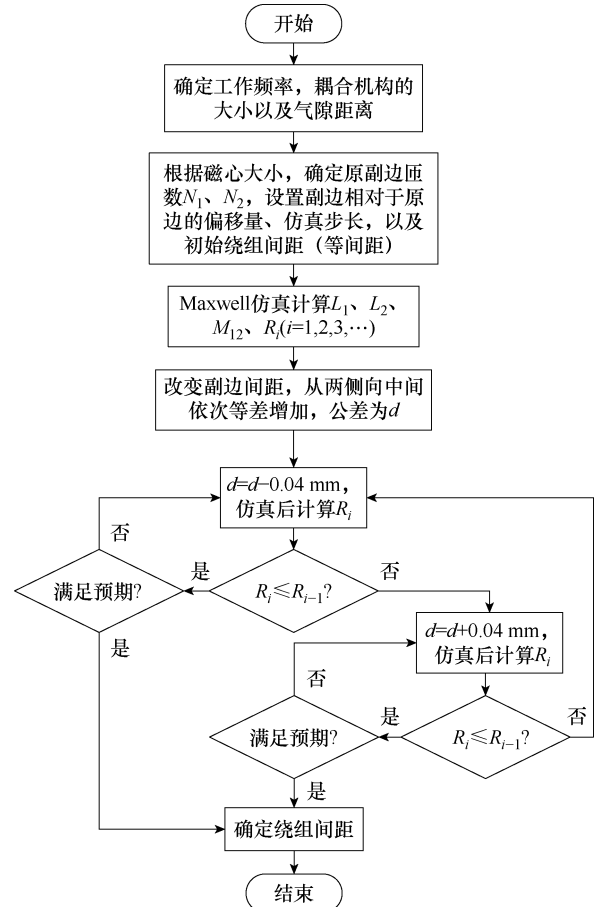 开始
确定工作频率，耦合机构的
大小以及气隙距离
根据磁心大小，确定原副边匝
数N₁、N₂，设置副边相对于原
边的偏移量、仿真步长，以及
初始绕组间距（等间距）
Maxwell仿真计算L₁、L₂、
M₁₂、Rᵢ(i=1,2,3,⋯)
改变副边间距，从两侧向中间
依次等差增加，公差为d
d=d−0.04 mm，
仿真后计算Rᵢ
否
满足预期?
是
Rᵢ≤Rᵢ₋₁?
否
是
d=d+0.04 mm，
仿真后计算Rᵢ
否
满足预期?
是
Rᵢ≤Rᵢ₋₁?
否
是
确定绕组间距
结束